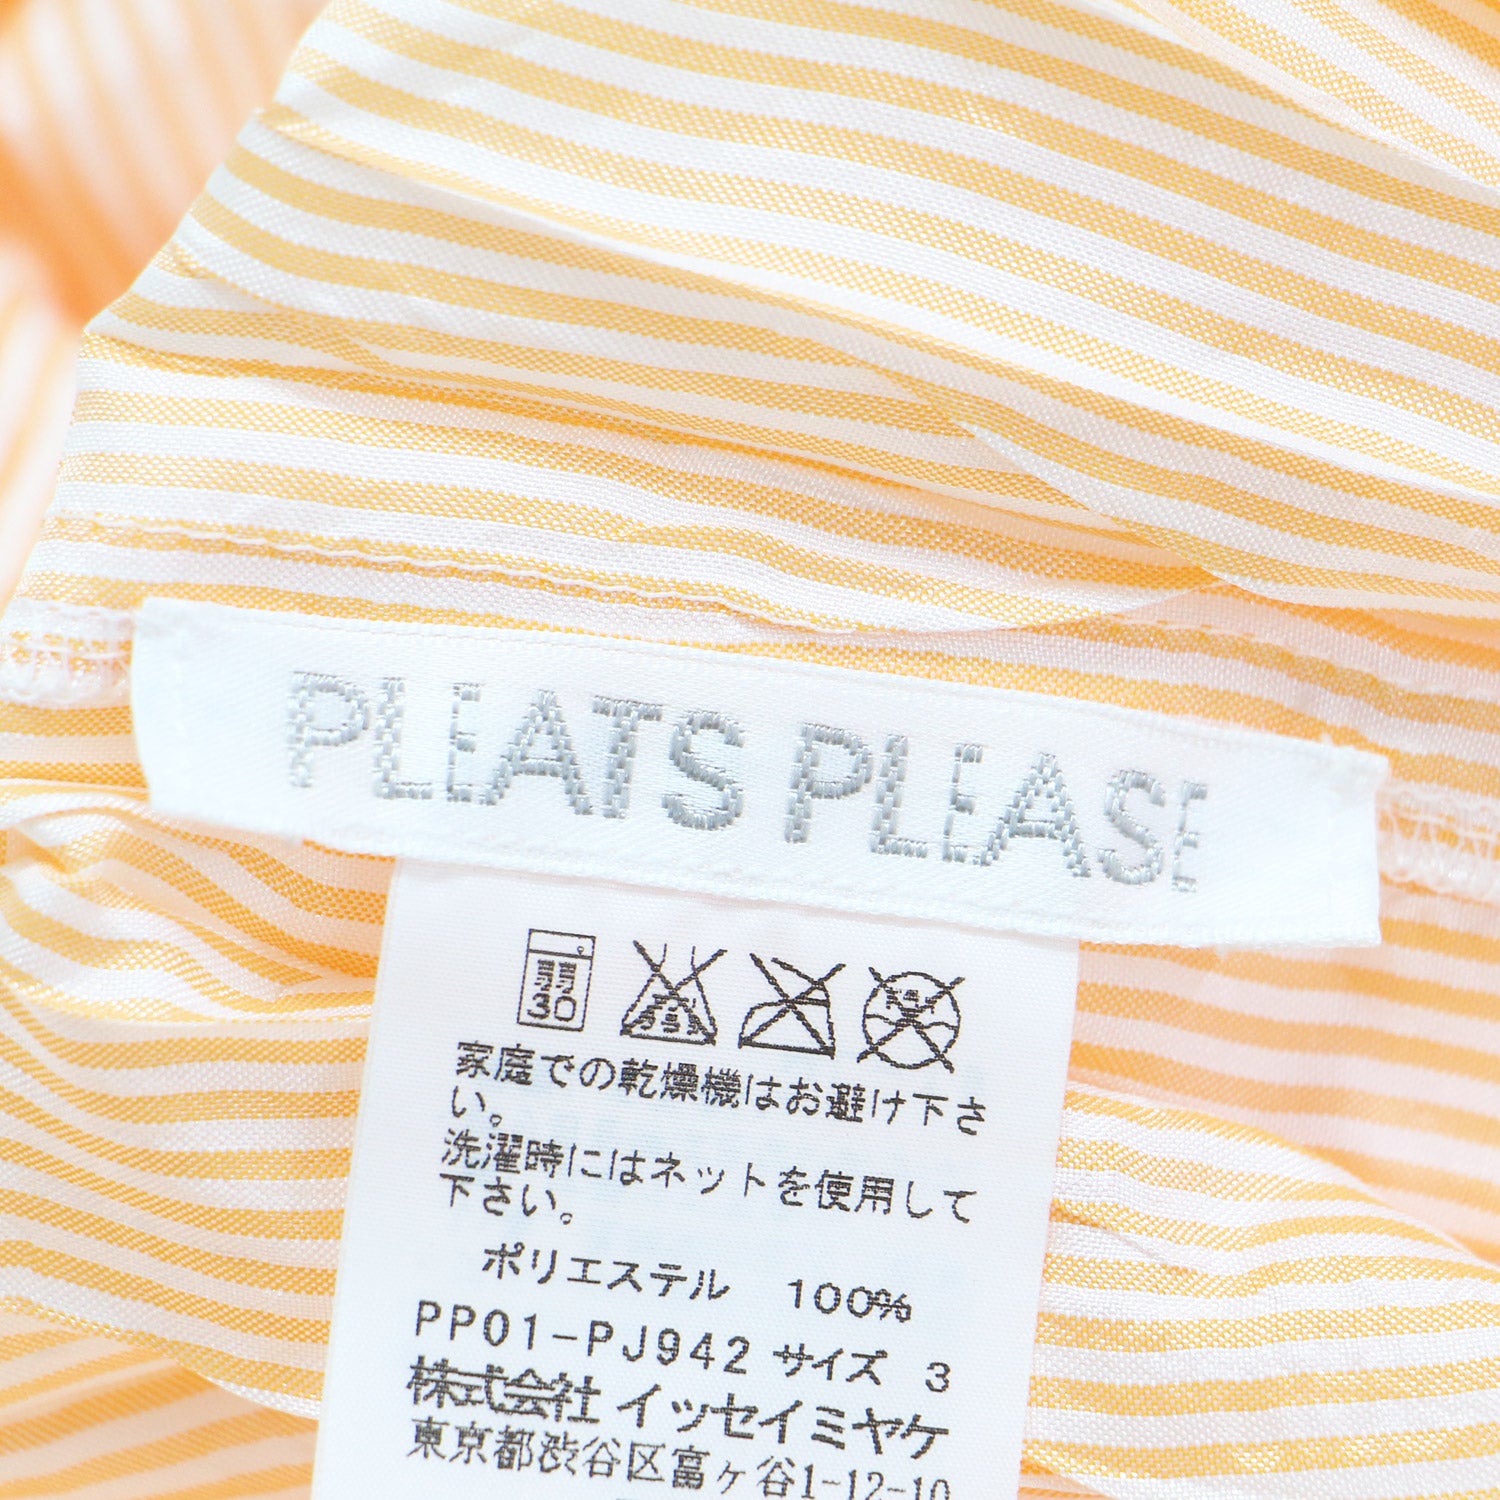 PLEATS PLEASE
30
家庭での乾燥機はお避け下さ
い。
洗濯時にはネットを使用して
下さい。
ポリエステル 100%
PP01-PJ942 サイズ 3
株式会社 イッセイミヤケ
東京都渋谷区富ヶ谷1-12-10